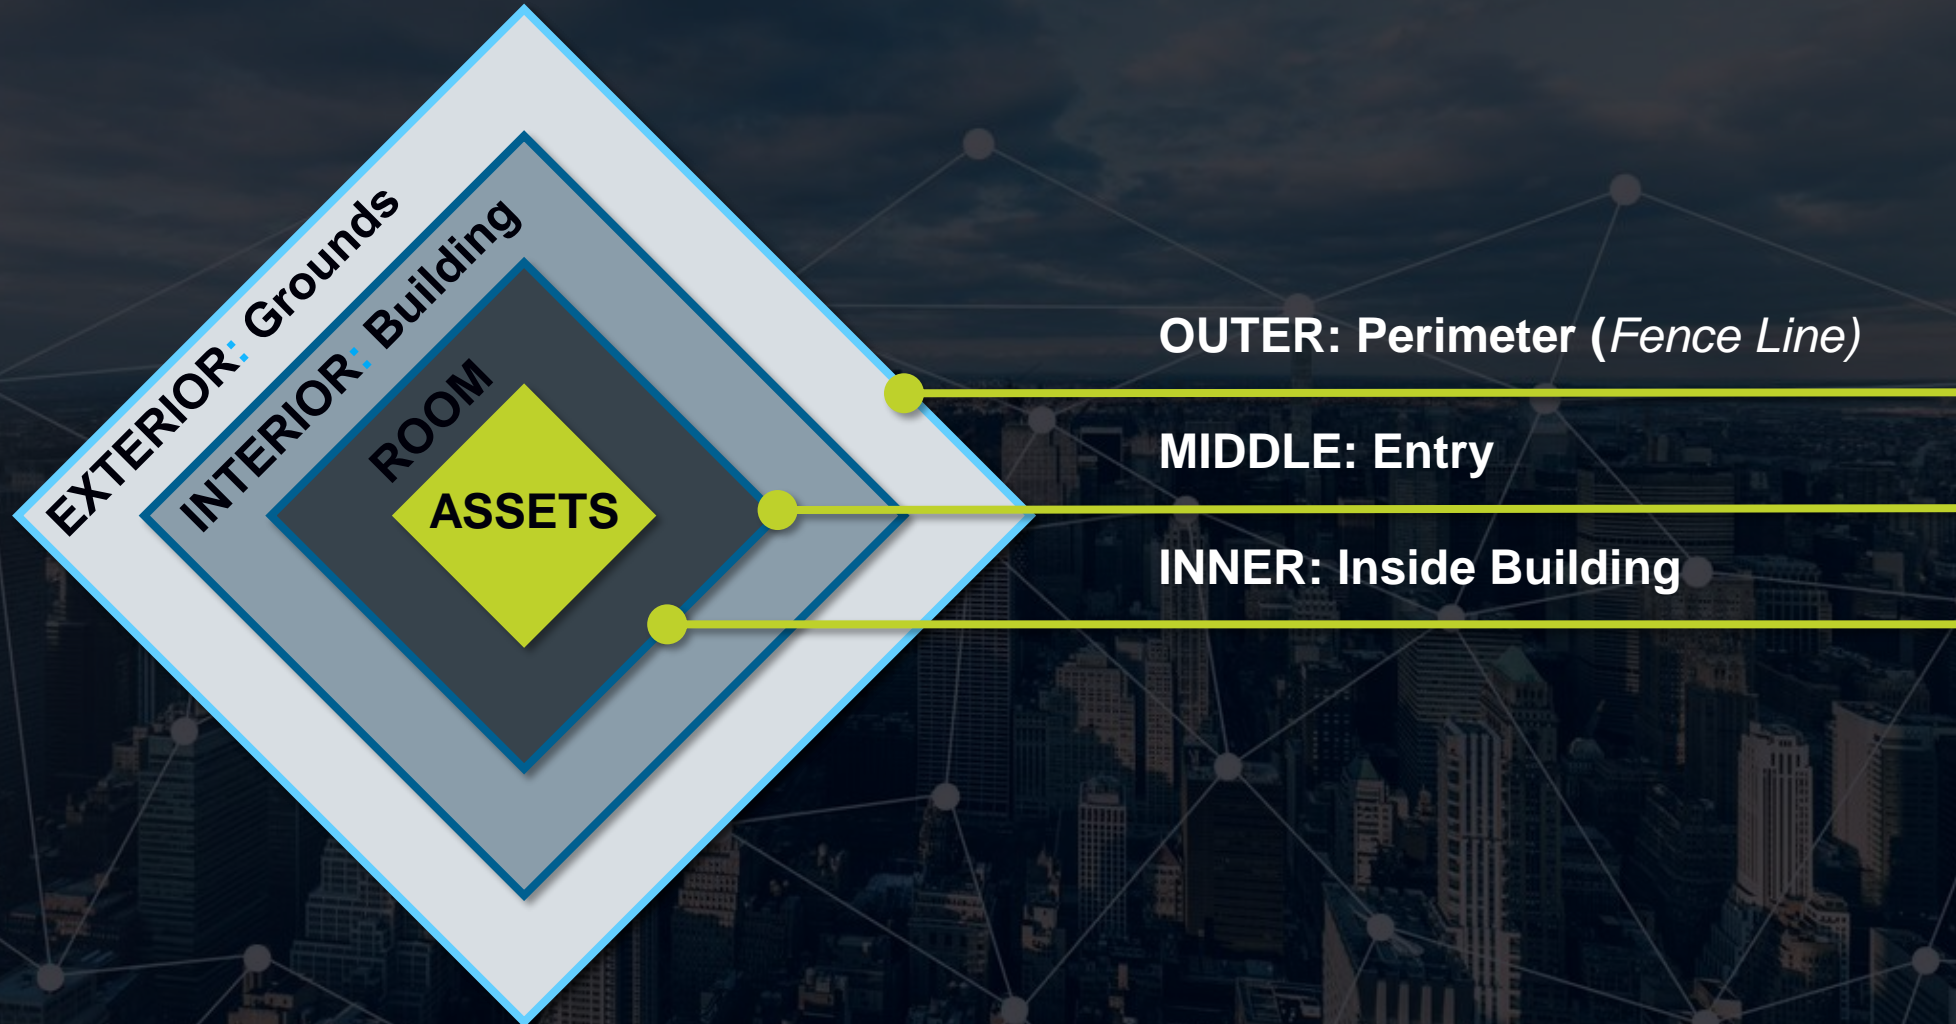 EXTERIOR: Grounds
INTERIOR: Building
ROOM
ASSETS
OUTER: Perimeter (Fence Line)
MIDDLE: Entry
INNER: Inside Building